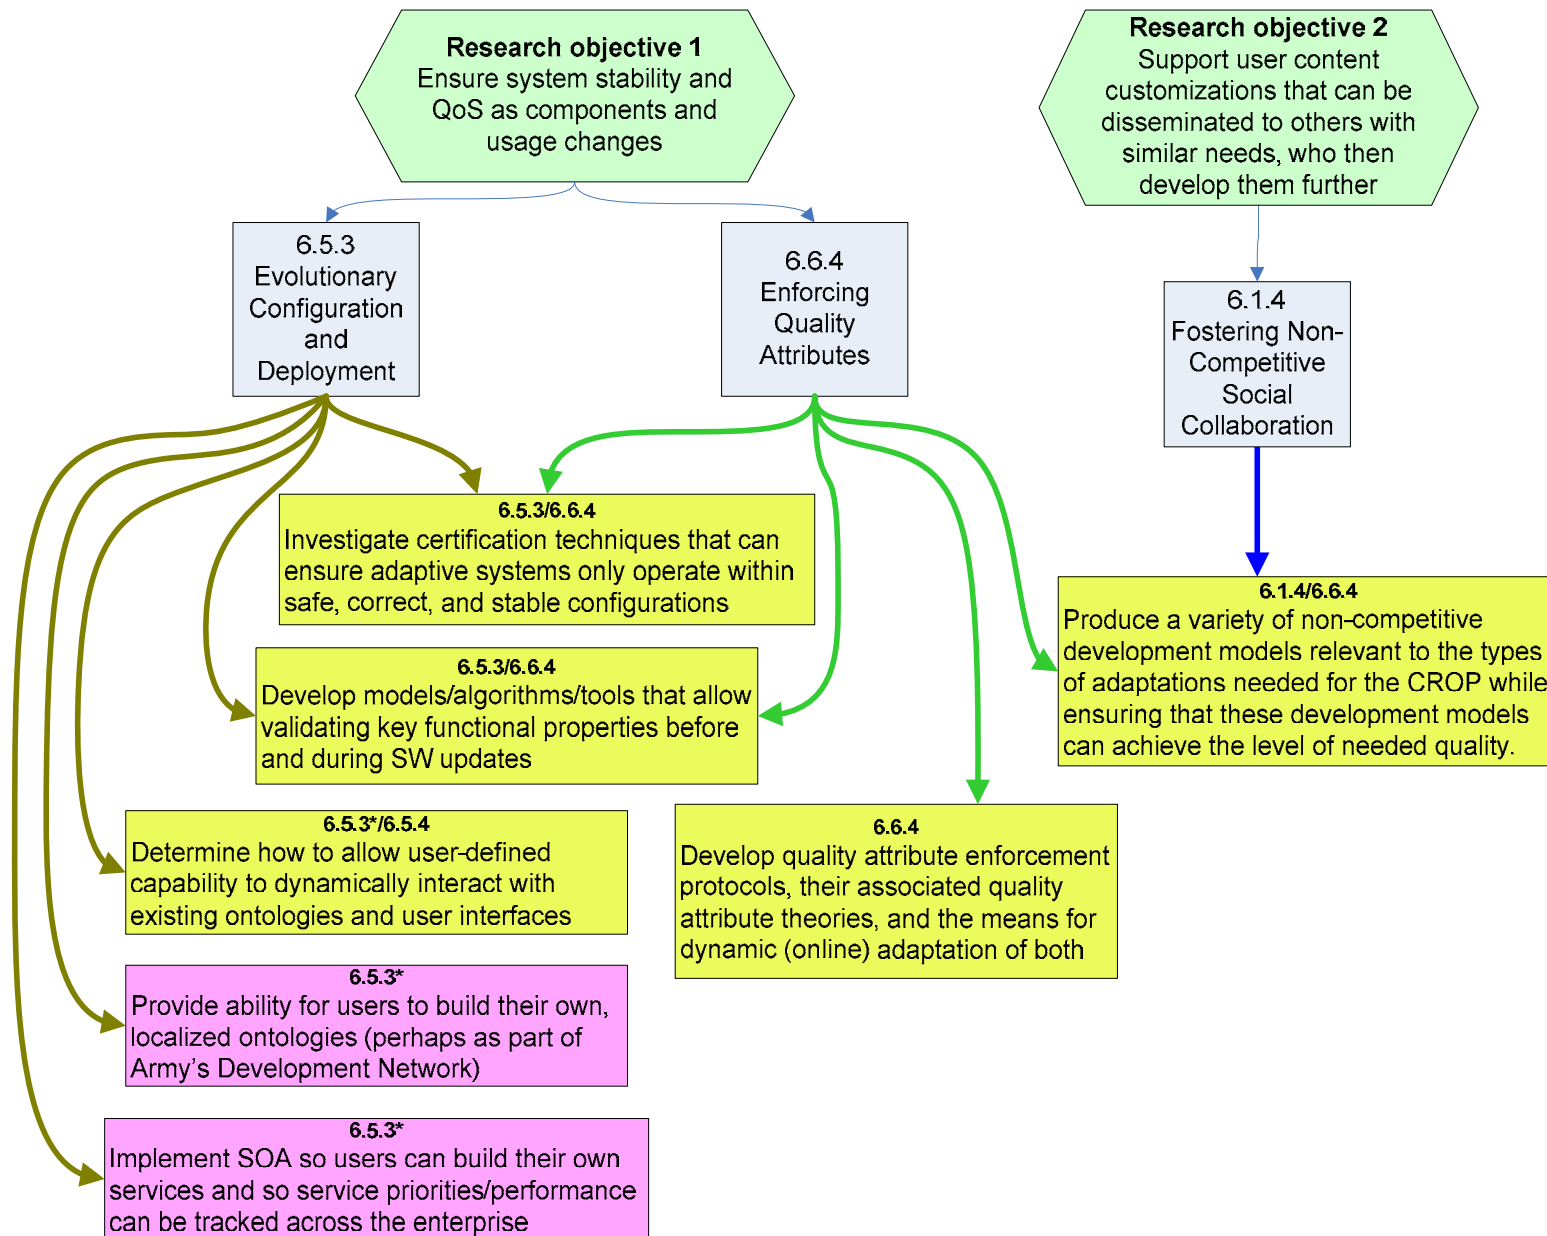 Research objective 1
Ensure system stability and
QoS as components and
usage changes
Research objective 2
Support user content
customizations that can be
disseminated to others with
similar needs, who then
develop them further
6.5.3
Evolutionary
Configuration
and
Deployment
6.6.4
Enforcing
Quality
Attributes
6.1.4
Fostering Non-
Competitive
Social
Collaboration
6.5.3/6.6.4
Investigate certification techniques that can
ensure adaptive systems only operate within
safe, correct, and stable configurations
6.1.4/6.6.4
Produce a variety of non-competitive
development models relevant to the types
of adaptations needed for the CROP while
ensuring that these development models
can achieve the level of needed quality.
6.5.3/6.6.4
Develop models/algorithms/tools that allow
validating key functional properties before
and during SW updates
6.5.3*/6.5.4
Determine how to allow user-defined
capability to dynamically interact with
existing ontologies and user interfaces
6.6.4
Develop quality attribute enforcement
protocols, their associated quality
attribute theories, and the means for
dynamic (online) adaptation of both
6.5.3*
Provide ability for users to build their own,
localized ontologies (perhaps as part of
Army's Development Network)
6.5.3*
Implement SOA so users can build their own
services and so service priorities/performance
can be tracked across the enterprise